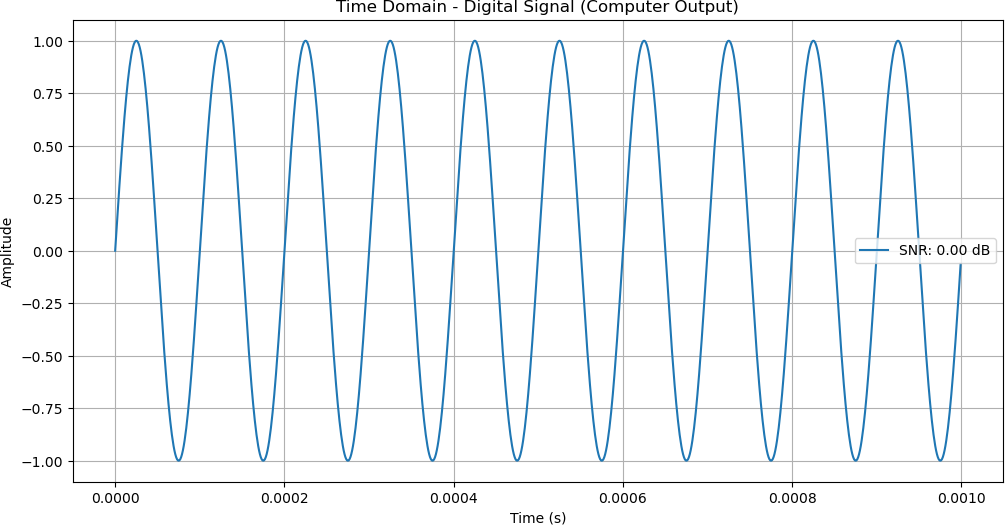 Time Domain - Digital Signal (Computer Output)
1.00
0.75
0.50
0.25
0.00
−0.25
−0.50
−0.75
−1.00
Amplitude
SNR: 0.00 dB
0.0000 0.0002 0.0004 0.0006 0.0008 0.0010
Time (s)